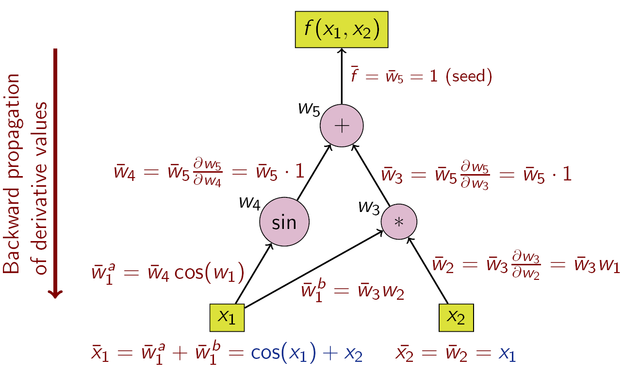 f(x₁, x₂)
f̄ = w̄₅ = 1 (seed)
w₅
+
w̄₄ = w̄₅ ∂w₅/∂w₄ = w̄₅ · 1
w̄₃ = w̄₅ ∂w₅/∂w₃ = w̄₅ · 1
w₄
sin
w₃
*
w̄₁ᵃ = w̄₄ cos(w₁)
w̄₁ᵇ = w̄₃w₂
w̄₂ = w̄₃ ∂w₃/∂w₂ = w̄₃w₁
x₁
x₂
x̄₁ = w̄₁ᵃ + w̄₁ᵇ = cos(x₁) + x₂
x̄₂ = w̄₂ = x₁
Backward propagation
of derivative values